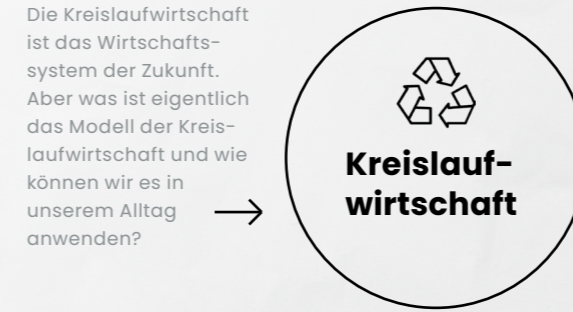 Die Kreislaufwirtschaft
ist das Wirtschafts-
system der Zukunft.
Aber was ist eigentlich
das Modell der Kreis-
laufwirtschaft und wie
können wir es in
unserem Alltag
anwenden?
Kreislauf-
wirtschaft